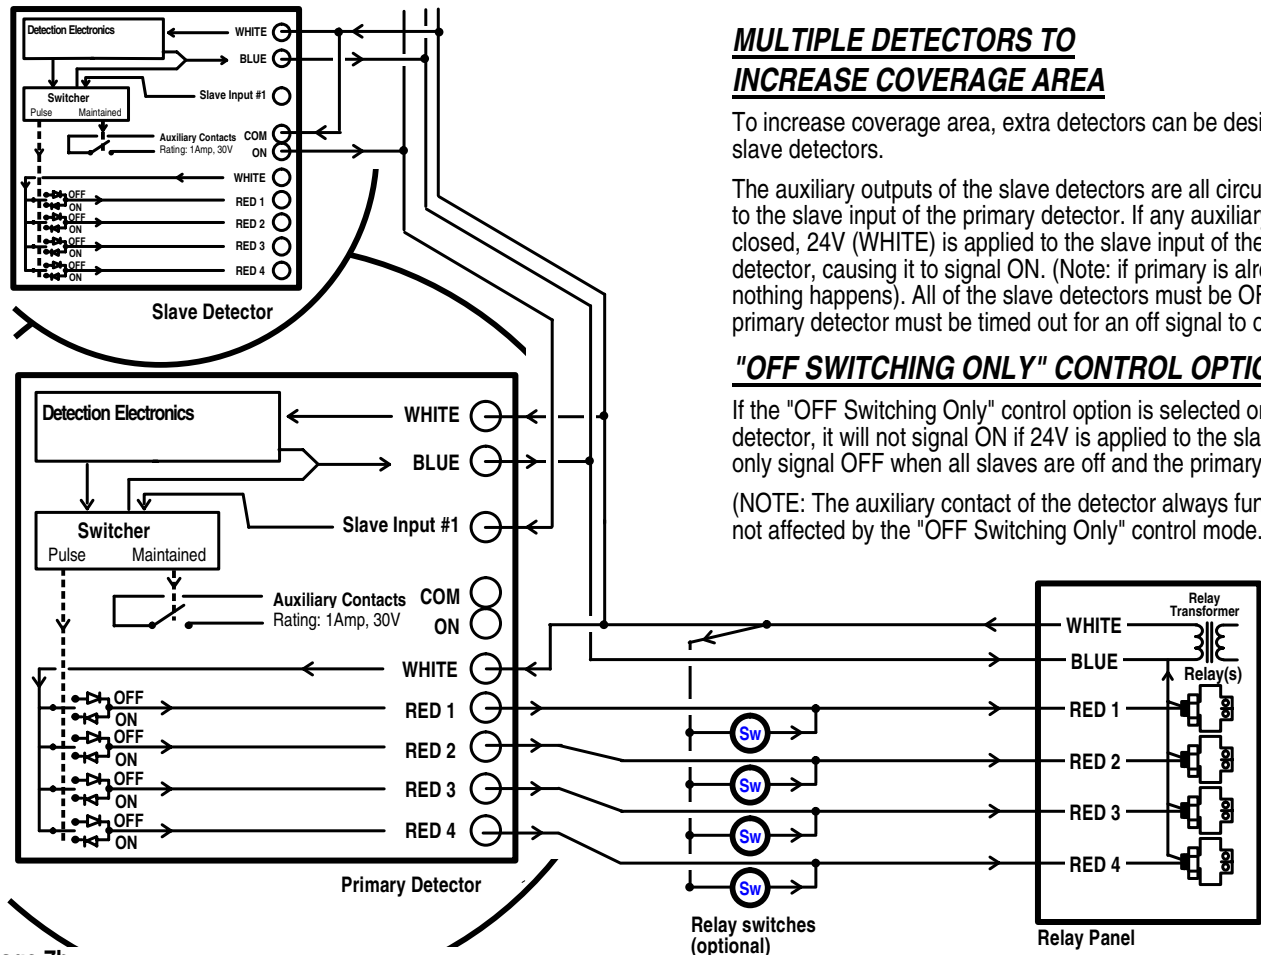 Detection Electronics
WHITE
BLUE
Slave Input #1
Switcher
Pulse Maintained
Auxiliary Contacts COM
Rating: 1Amp, 30V ON
WHITE
OFF
ON
RED 1
OFF
ON
RED 2
OFF
ON
RED 3
OFF
ON
RED 4
Slave Detector
MULTIPLE DETECTORS TO
INCREASE COVERAGE AREA
To increase coverage area, extra detectors can be desi
slave detectors.
The auxiliary outputs of the slave detectors are all circu
to the slave input of the primary detector. If any auxiliar
closed, 24V (WHITE) is applied to the slave input of the
detector, causing it to signal ON. (Note: if primary is alr
nothing happens). All of the slave detectors must be OF
primary detector must be timed out for an off signal to o
"OFF SWITCHING ONLY" CONTROL OPTIO
If the "OFF Switching Only" control option is selected o
detector, it will not signal ON if 24V is applied to the sla
only signal OFF when all slaves are off and the primary
(NOTE: The auxiliary contact of the detector always fun
not affected by the "OFF Switching Only" control mode.
Detection Electronics
WHITE
BLUE
Slave Input #1
Switcher
Pulse Maintained
Auxiliary Contacts COM
Rating: 1Amp, 30V ON
WHITE
OFF
ON
RED 1
OFF
ON
RED 2
OFF
ON
RED 3
OFF
ON
RED 4
Primary Detector
Sw
Sw
Sw
Sw
Relay switches
(optional)
Relay
Transformer
WHITE
BLUE
Relay(s)
RED 1
RED 2
RED 3
RED 4
Relay Panel